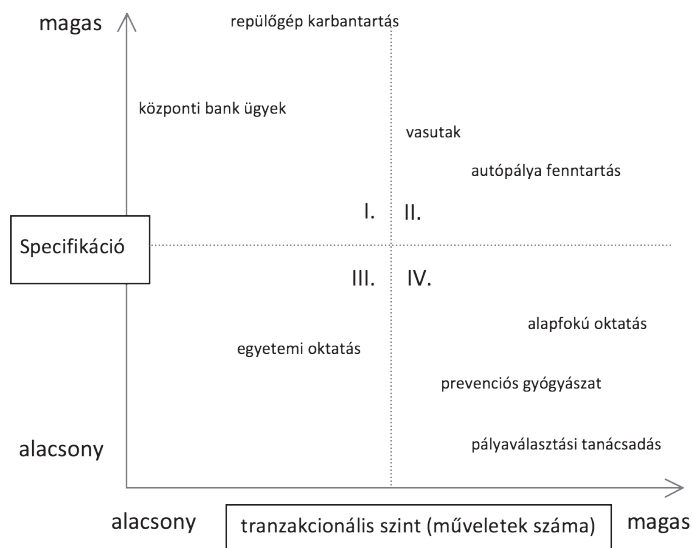 magas
repülőgép karbantartás
központi bank ügyek
vasutak
autópálya fenntartás
I.
II.
Specifikáció
III.
IV.
alapfokú oktatás
egyetemi oktatás
prevenciós gyógyászat
pályaválasztási tanácsadás
alacsony
alacsony
tranzakcionális szint (műveletek száma)
magas